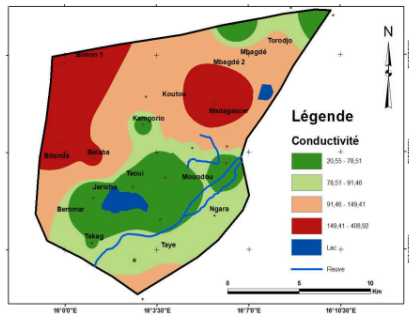 Torodjo
Mbagdé
Mbagdé 2
Bonon 1
N
Koutou
Madagascar
Kamgorio
Bitanda
Balaba
Taoui
Moundou
Jericho
Benmar
Ngara
Takag
Taye
Légende
Conductivité
20,55 - 78,51
78,51 - 91,46
91,46 - 149,41
149,41 - 408,92
Lac
Fleuve
0 5 10
Km
16°0'0"E 16°3'30"E 16°7'0"E 16°10'30"E